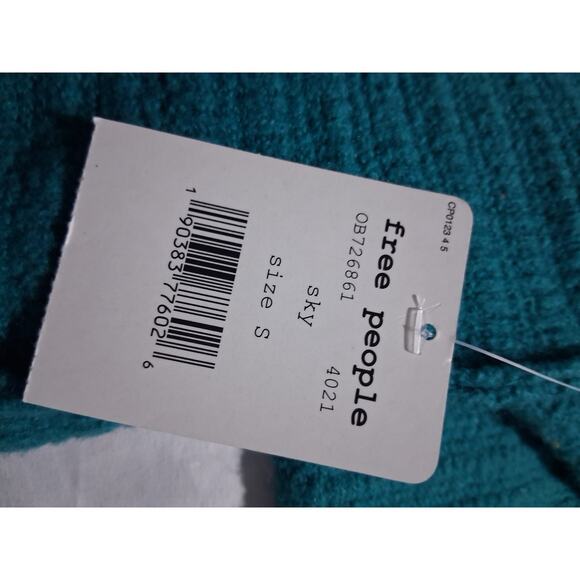 CP0123 4 5
free people
OB726861 4021
sky
size S
1 90383 77602 6